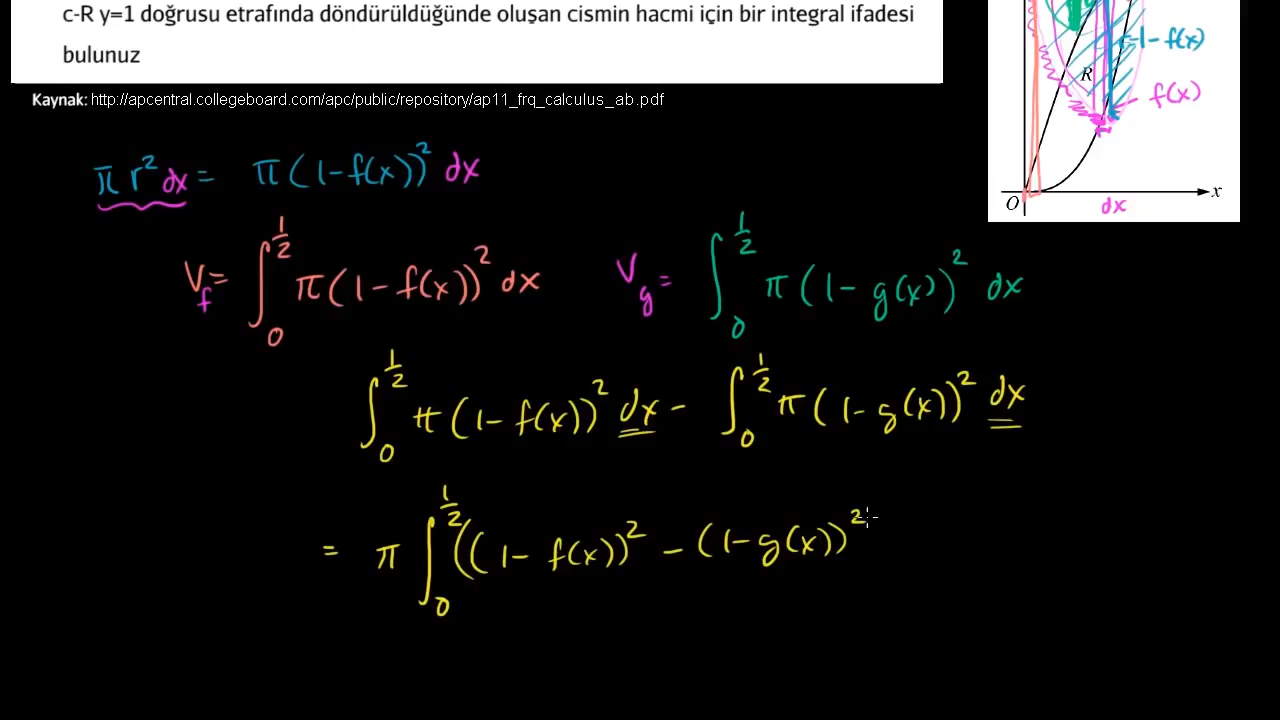 c-R y=1 doğrusu etrafında döndürüldüğünde oluşan cismin hacmi için bir integral ifadesi
bulunuz
Kaynak: http://apcentral.collegeboard.com/apc/public/repository/ap11_frq_calculus_ab.pdf
1-f(x)
R
f(x)
O
x
dx
π r² dx = π(1-f(x))² dx
V_f = ∫₀^½ π(1-f(x))² dx
V_g = ∫₀^½ π(1-g(x))² dx
∫₀^½ π(1-f(x))² dx - ∫₀^½ π(1-g(x))² dx
= π ∫₀^½ ((1-f(x))² - (1-g(x))²